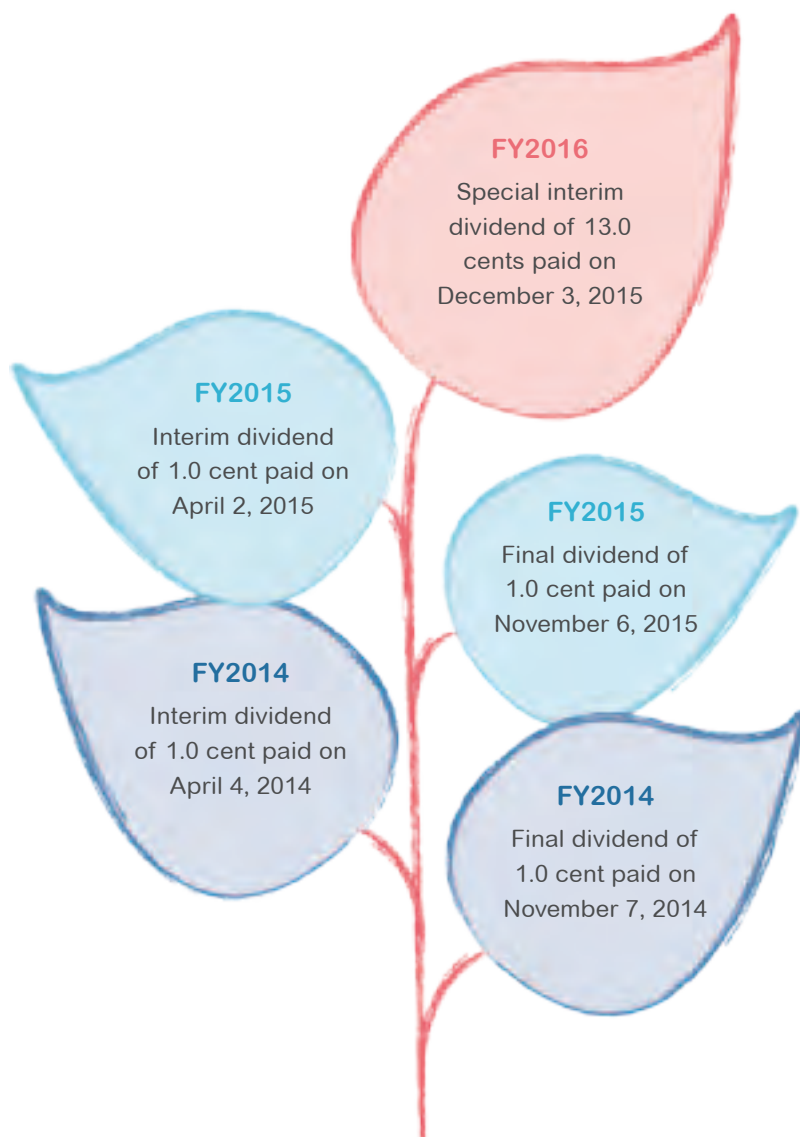 FY2016
Special interim
dividend of 13.0
cents paid on
December 3, 2015
FY2015
Interim dividend
of 1.0 cent paid on
April 2, 2015
FY2015
Final dividend of
1.0 cent paid on
November 6, 2015
FY2014
Interim dividend
of 1.0 cent paid on
April 4, 2014
FY2014
Final dividend of
1.0 cent paid on
November 7, 2014